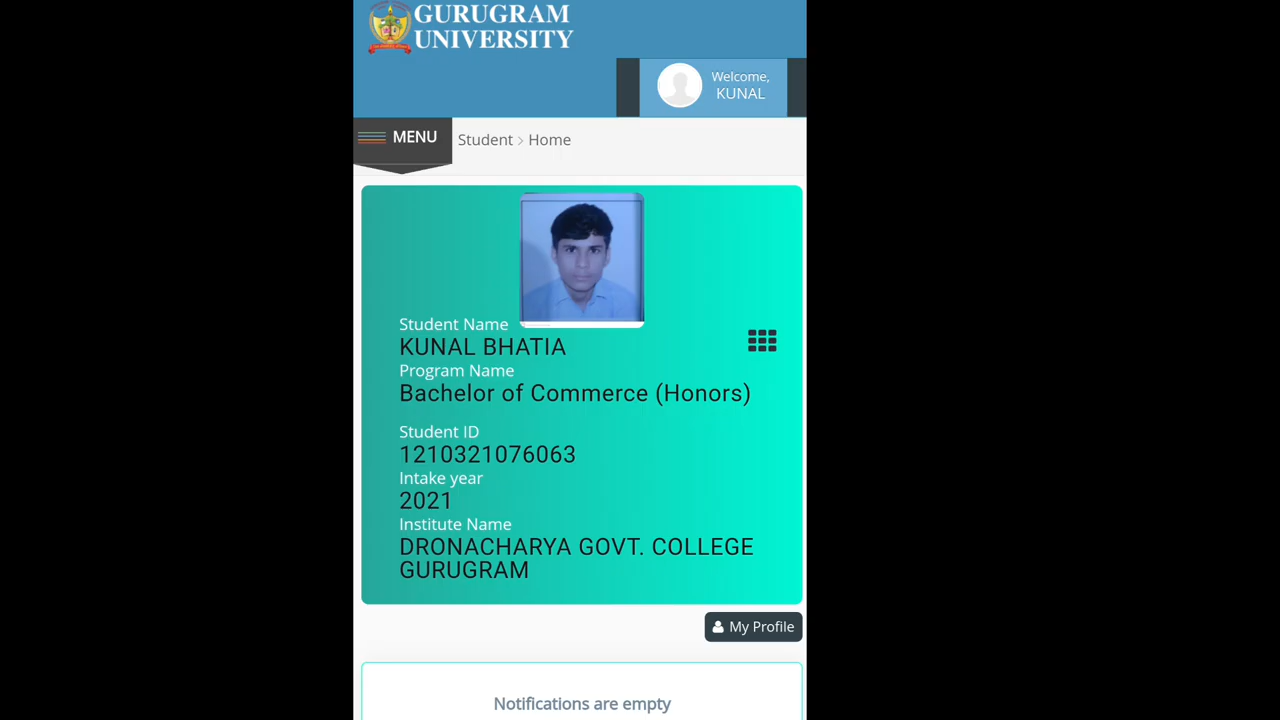 GURUGRAM
UNIVERSITY
Welcome,
KUNAL
MENU
Student > Home
Student Name
KUNAL BHATIA
Program Name
Bachelor of Commerce (Honors)
Student ID
1210321076063
Intake year
2021
Institute Name
DRONACHARYA GOVT. COLLEGE
GURUGRAM
My Profile
Notifications are empty